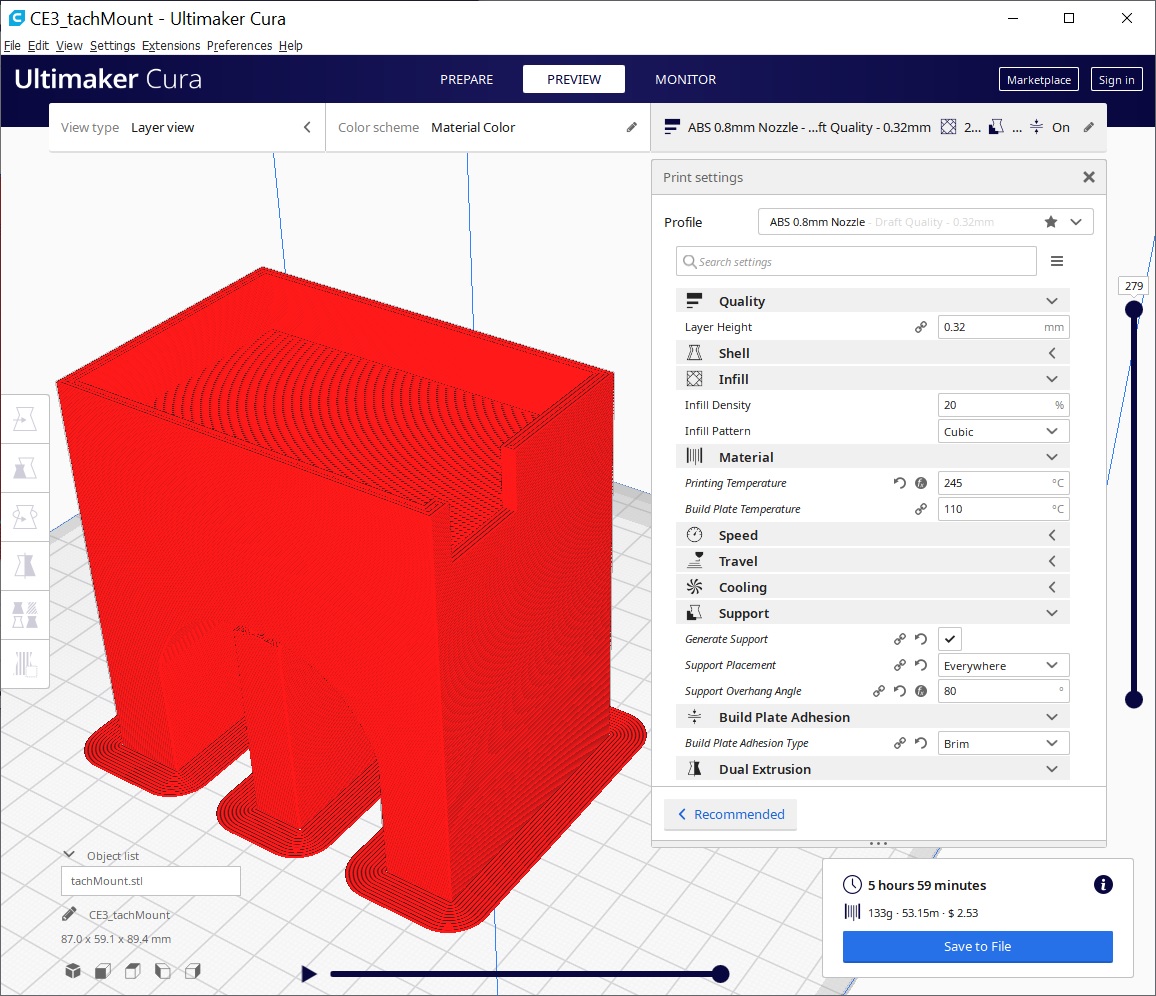 CE3_tachMount - Ultimaker Cura
File Edit View Settings Extensions Preferences Help
Ultimaker Cura
PREPARE PREVIEW MONITOR
Marketplace Sign in
View type Layer view
Color scheme Material Color
ABS 0.8mm Nozzle - ...ft Quality - 0.32mm 2... ... On
Print settings
Profile ABS 0.8mm Nozzle - Draft Quality - 0.32mm
Search settings
Quality
Layer Height 0.32 mm
Shell
Infill
Infill Density 20 %
Infill Pattern Cubic
Material
Printing Temperature 245 °C
Build Plate Temperature 110 °C
Speed
Travel
Cooling
Support
Generate Support
Support Placement Everywhere
Support Overhang Angle 80 °
Build Plate Adhesion
Build Plate Adhesion Type Brim
Dual Extrusion
Recommended
279
Object list
tachMount.stl
CE3_tachMount
87.0 x 59.1 x 89.4 mm
5 hours 59 minutes
133g · 53.15m · $ 2.53
Save to File